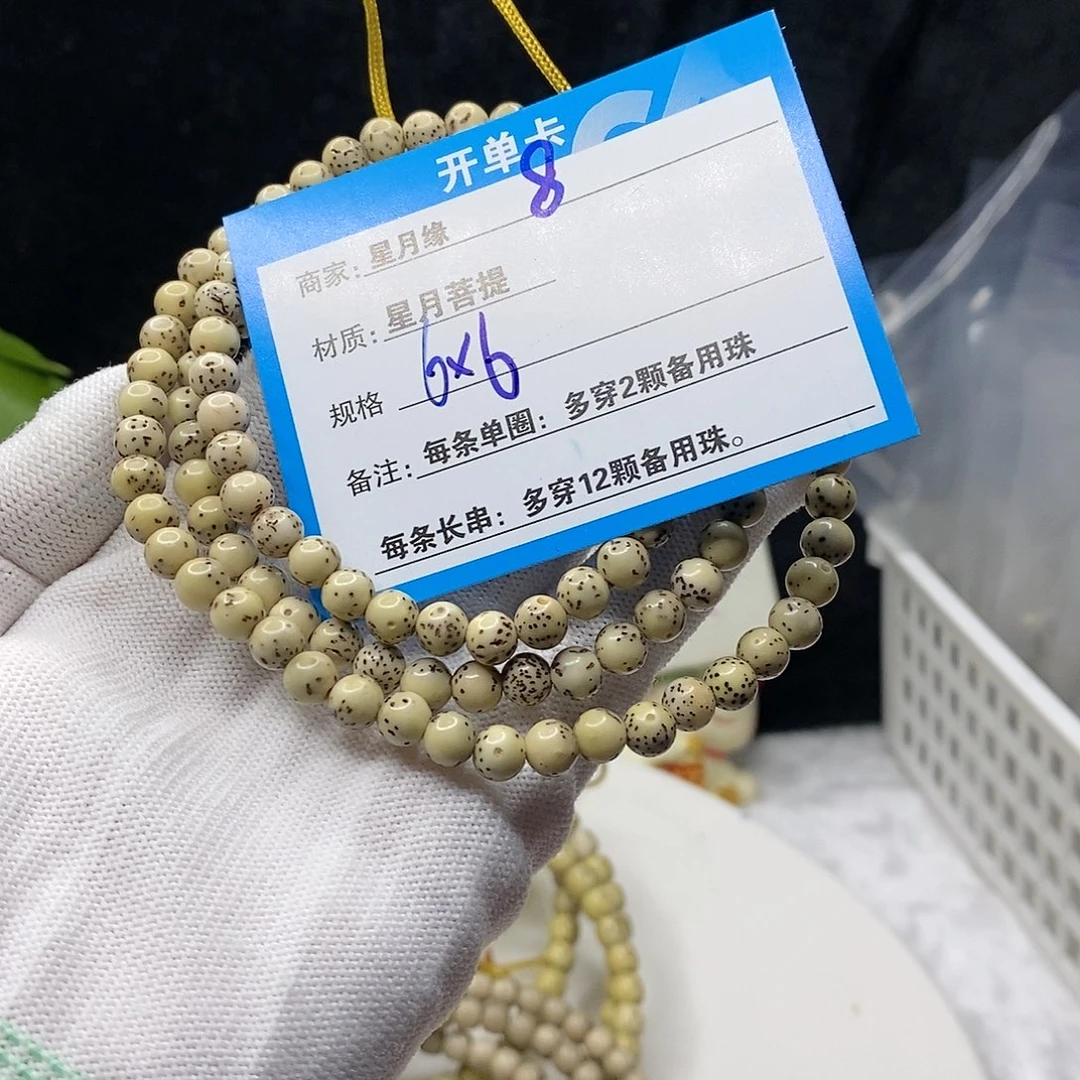 开单卡
8
商家：星月缘
材质：星月菩提
规格 6×6
备注：每条单圈：多穿2颗备用珠
每条长串：多穿12颗备用珠。